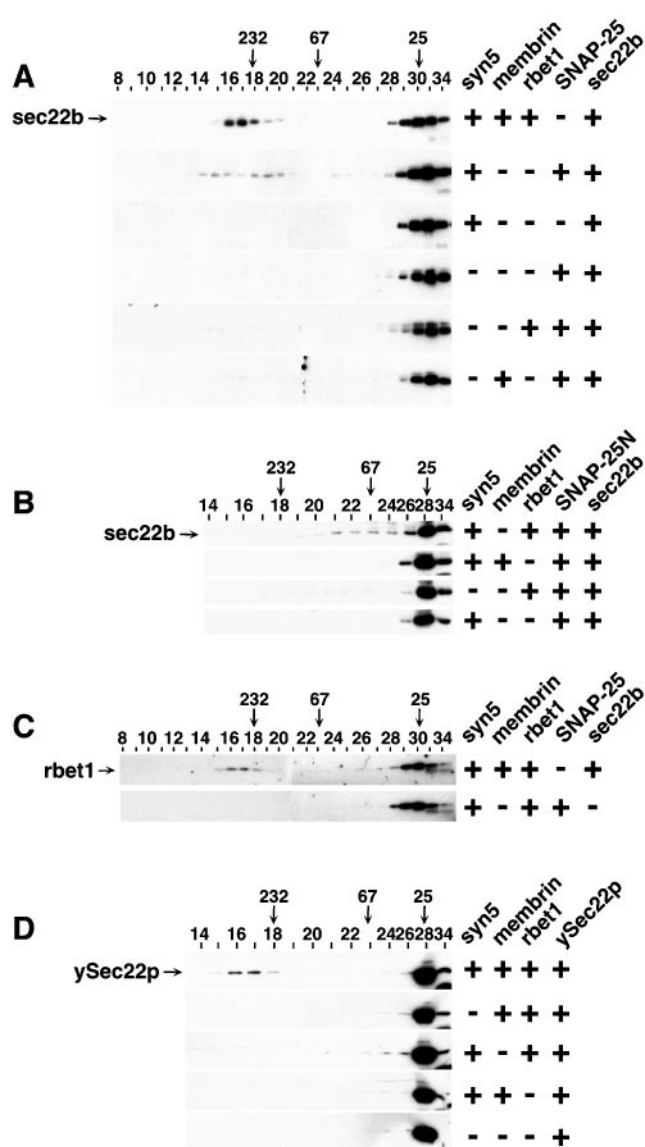 232 67 25
A
8 10 12 14 16 18 20 22 24 26 28 30 34 syn5 membrin rbet1 SNAP-25 sec22b
sec22b → + + + - +
+ - - + +
+ - - - +
- - - + +
- - + + +
- + - + +
232 67 25
B
14 16 18 20 22 24 26 28 34 syn5 membrin rbet1 SNAP-25N sec22b
sec22b → + - + + +
+ + - + +
- - + + +
+ - - + +
232 67 25
C
8 10 12 14 16 18 20 22 24 26 28 30 34 syn5 membrin rbet1 SNAP-25 sec22b
rbet1 → + + + - +
+ - + + -
232 67 25
D
14 16 18 20 22 24 26 28 34 syn5 membrin rbet1 ySec22p
ySec22p → + + + +
- + + +
+ - + +
+ + - +
- - - +